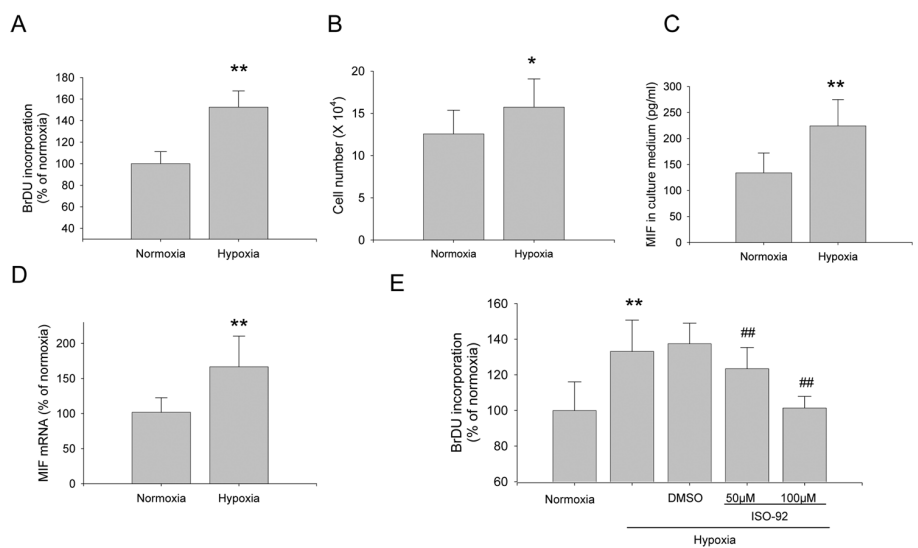 A
BrDU incorporation
(% of normoxia)
180
160
140
120
100
80
60
40
**
Normoxia
Hypoxia
B
Cell number (X 10⁴)
20
15
10
5
0
*
Normoxia
Hypoxia
C
MIF in culture medium (pg/ml)
300
250
200
150
100
50
0
**
Normoxia
Hypoxia
D
MIF mRNA (% of normoxia)
200
150
100
50
0
**
Normoxia
Hypoxia
E
BrDU incorporation
(% of normoxia)
160
140
120
100
80
60
**
##
##
Normoxia
DMSO
50µM
100µM
ISO-92
Hypoxia